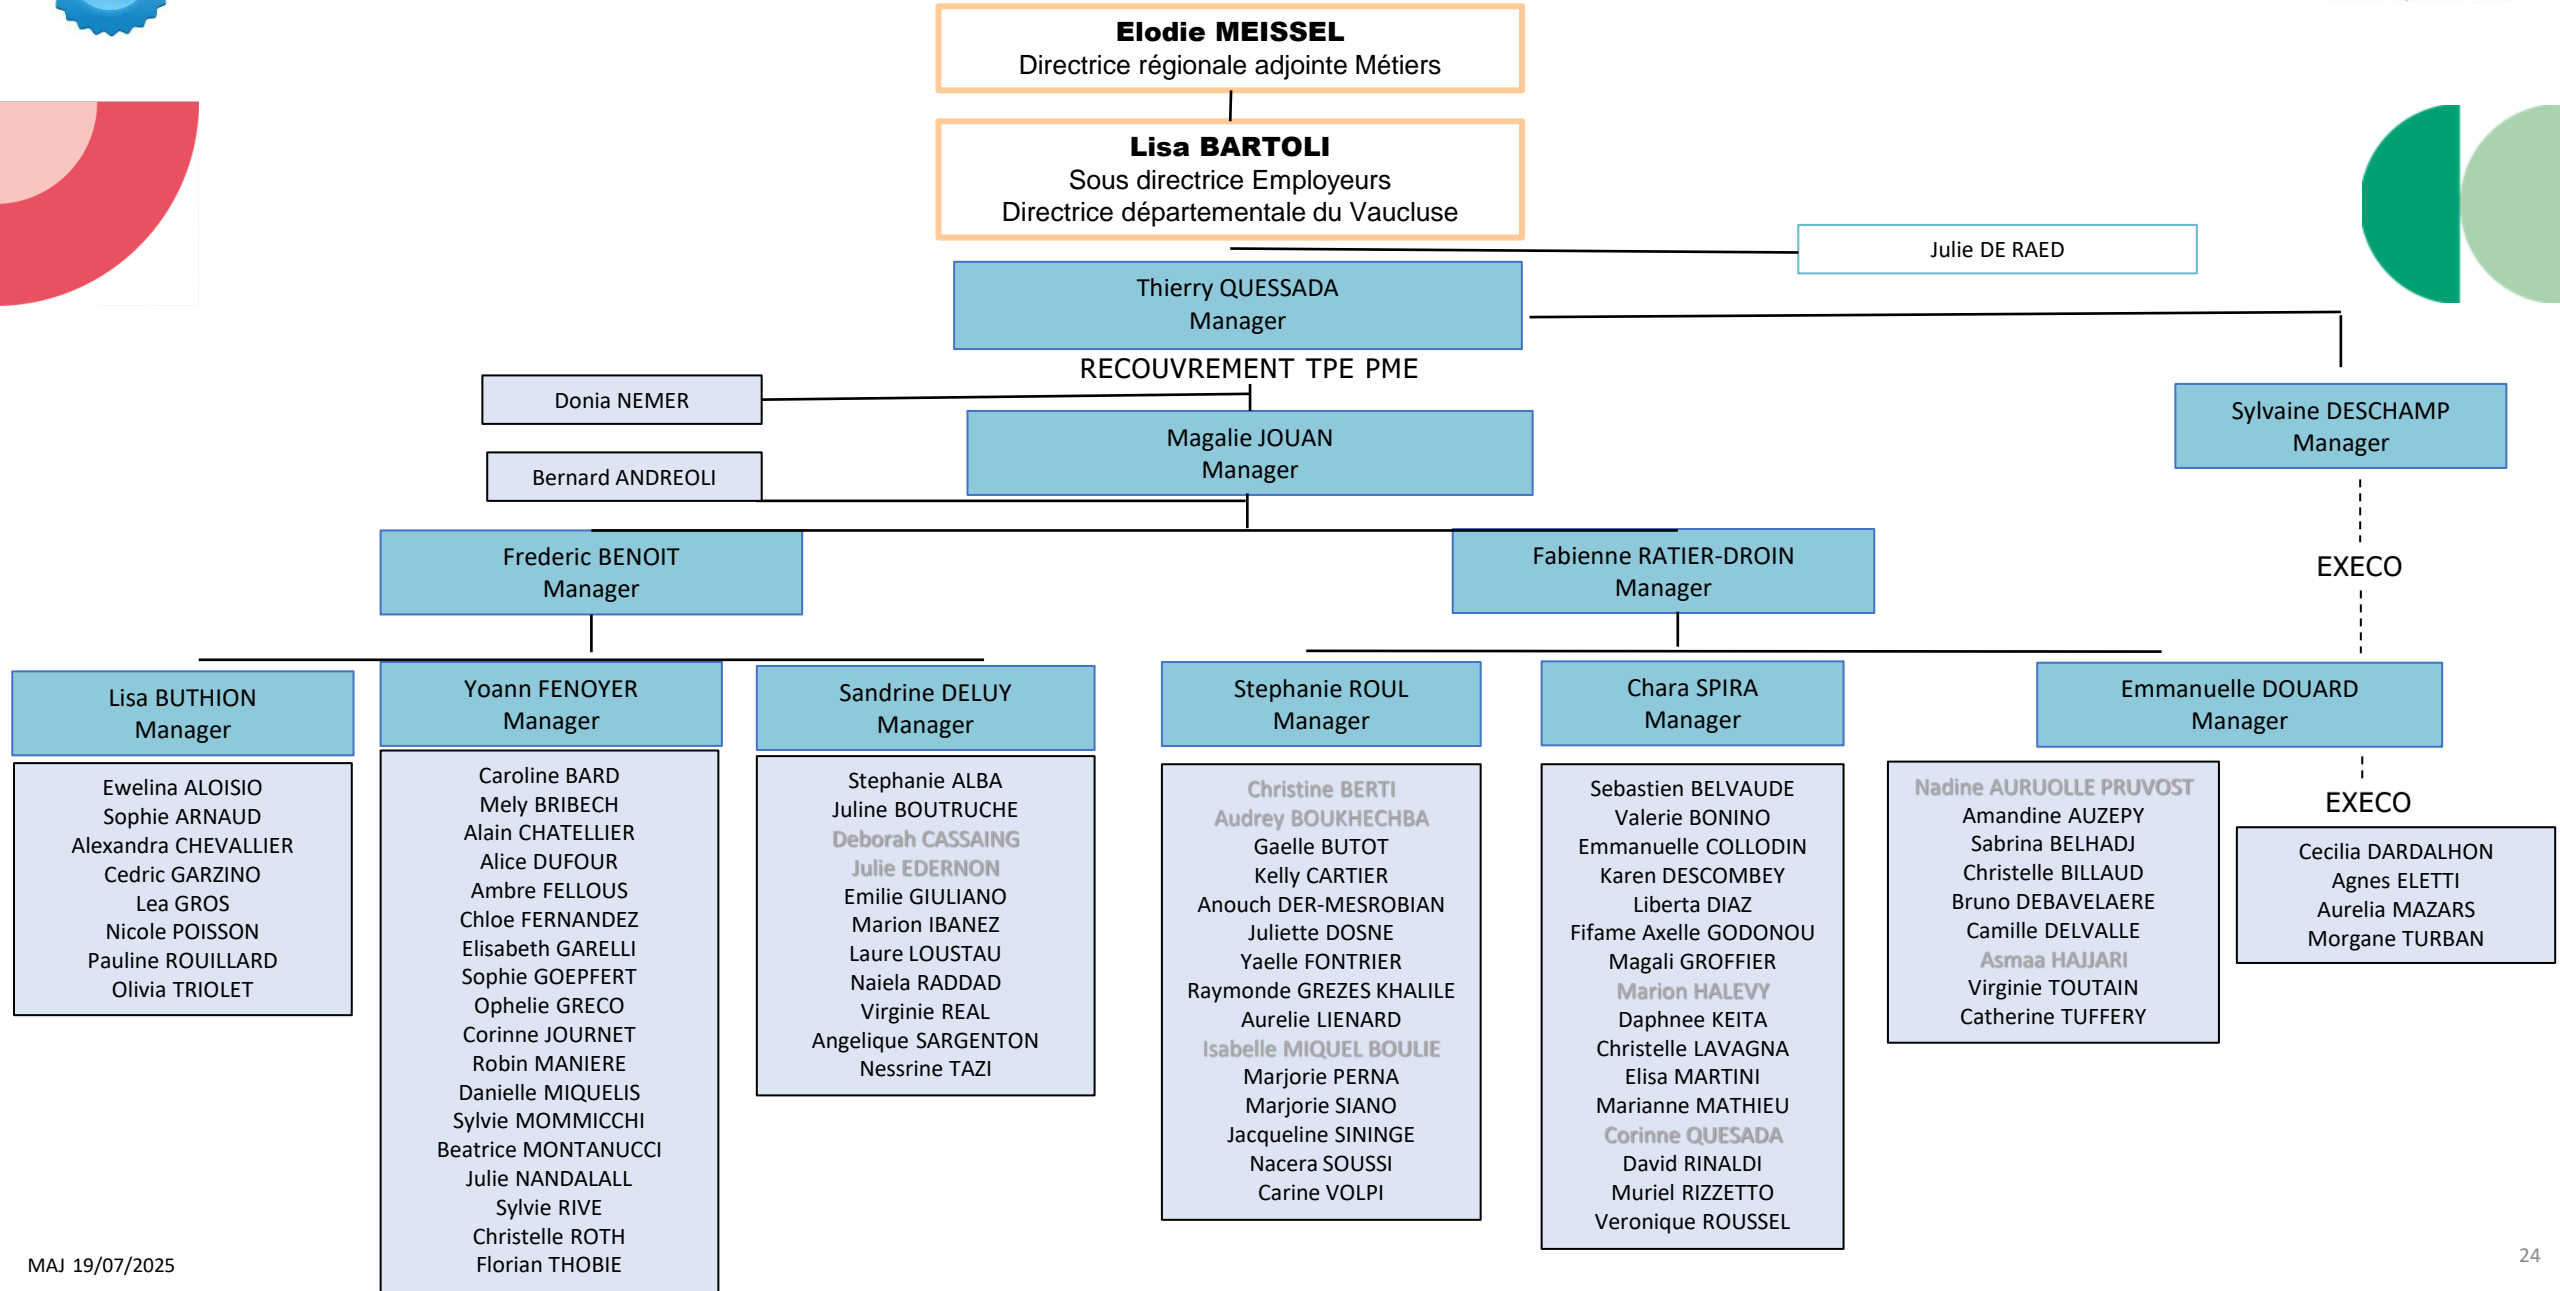 Elodie MEISSEL
Directrice régionale adjointe Métiers
Lisa BARTOLI
Sous directrice Employeurs
Directrice départementale du Vaucluse
Julie DE RAED
Thierry QUESSADA
Manager
RECOUVREMENT TPE PME
Donia NEMER
Magalie JOUAN
Manager
Sylvaine DESCHAMP
Manager
Bernard ANDREOLI
Frederic BENOIT
Manager
Fabienne RATIER-DROIN
Manager
EXECO
Lisa BUTHION
Manager
Ewelina ALOISIO
Sophie ARNAUD
Alexandra CHEVALLIER
Cedric GARZINO
Lea GROS
Nicole POISSON
Pauline ROUILLARD
Olivia TRIOLET
Yoann FENOYER
Manager
Caroline BARD
Mely BRIBECH
Alain CHATELLIER
Alice DUFOUR
Ambre FELLOUS
Chloe FERNANDEZ
Elisabeth GARELLI
Sophie GOEPFERT
Ophelie GRECO
Corinne JOURNET
Robin MANIERE
Danielle MIQUELIS
Sylvie MOMMICCHI
Beatrice MONTANUCCI
Julie NANDALALL
Sylvie RIVE
Christelle ROTH
Florian THOBIE
Sandrine DELUY
Manager
Stephanie ALBA
Juline BOUTRUCHE
Deborah CASSAING
Julie EDERNON
Emilie GIULIANO
Marion IBANEZ
Laure LOUSTAU
Naiela RADDAD
Virginie REAL
Angelique SARGENTON
Nessrine TAZI
Stephanie ROUL
Manager
Christine BERTI
Audrey BOUKHECHBA
Gaelle BUTOT
Kelly CARTIER
Anouch DER-MESROBIAN
Juliette DOSNE
Yaelle FONTRIER
Raymonde GREZES KHALILE
Aurelie LIENARD
Isabelle MIQUEL BOULIE
Marjorie PERNA
Marjorie SIANO
Jacqueline SININGE
Nacera SOUSSI
Carine VOLPI
Chara SPIRA
Manager
Sebastien BELVAUDE
Valerie BONINO
Emmanuelle COLLODIN
Karen DESCOMBEY
Liberta DIAZ
Fifame Axelle GODONOU
Magali GROFFIER
Marion HALEVY
Daphnee KEITA
Christelle LAVAGNA
Elisa MARTINI
Marianne MATHIEU
Corinne QUESADA
David RINALDI
Muriel RIZZETTO
Veronique ROUSSEL
Emmanuelle DOUARD
Manager
Nadine AURUOLLE PRUVOST
Amandine AUZEPY
Sabrina BELHADJ
Christelle BILLAUD
Bruno DEBAVELAERE
Camille DELVALLE
Asmaa HAJJARI
Virginie TOUTAIN
Catherine TUFFERY
EXECO
Cecilia DARDALHON
Agnes ELETTI
Aurelia MAZARS
Morgane TURBAN
MAJ 19/07/2025
24